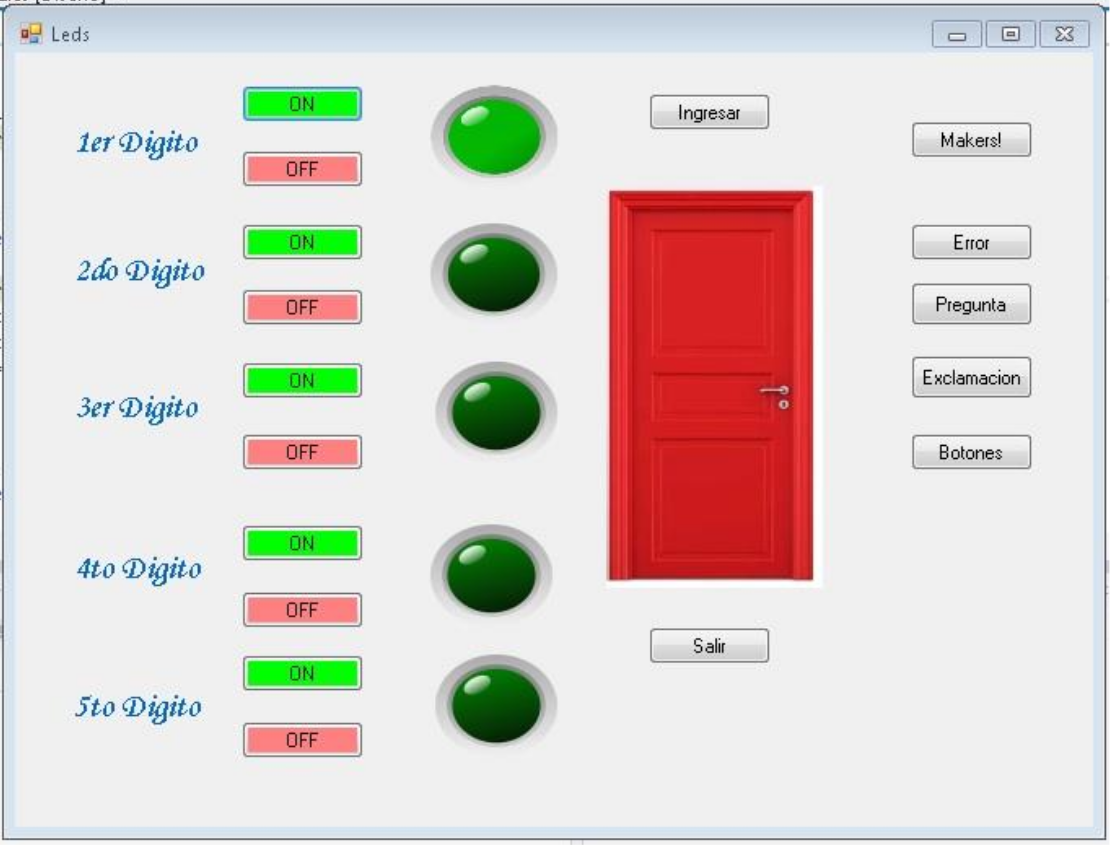 Leds
ON
1er Digito
OFF
ON
2do Digito
OFF
ON
3er Digito
OFF
ON
4to Digito
OFF
ON
5to Digito
OFF
Ingresar
Salir
Makers!
Error
Pregunta
Exclamacion
Botones